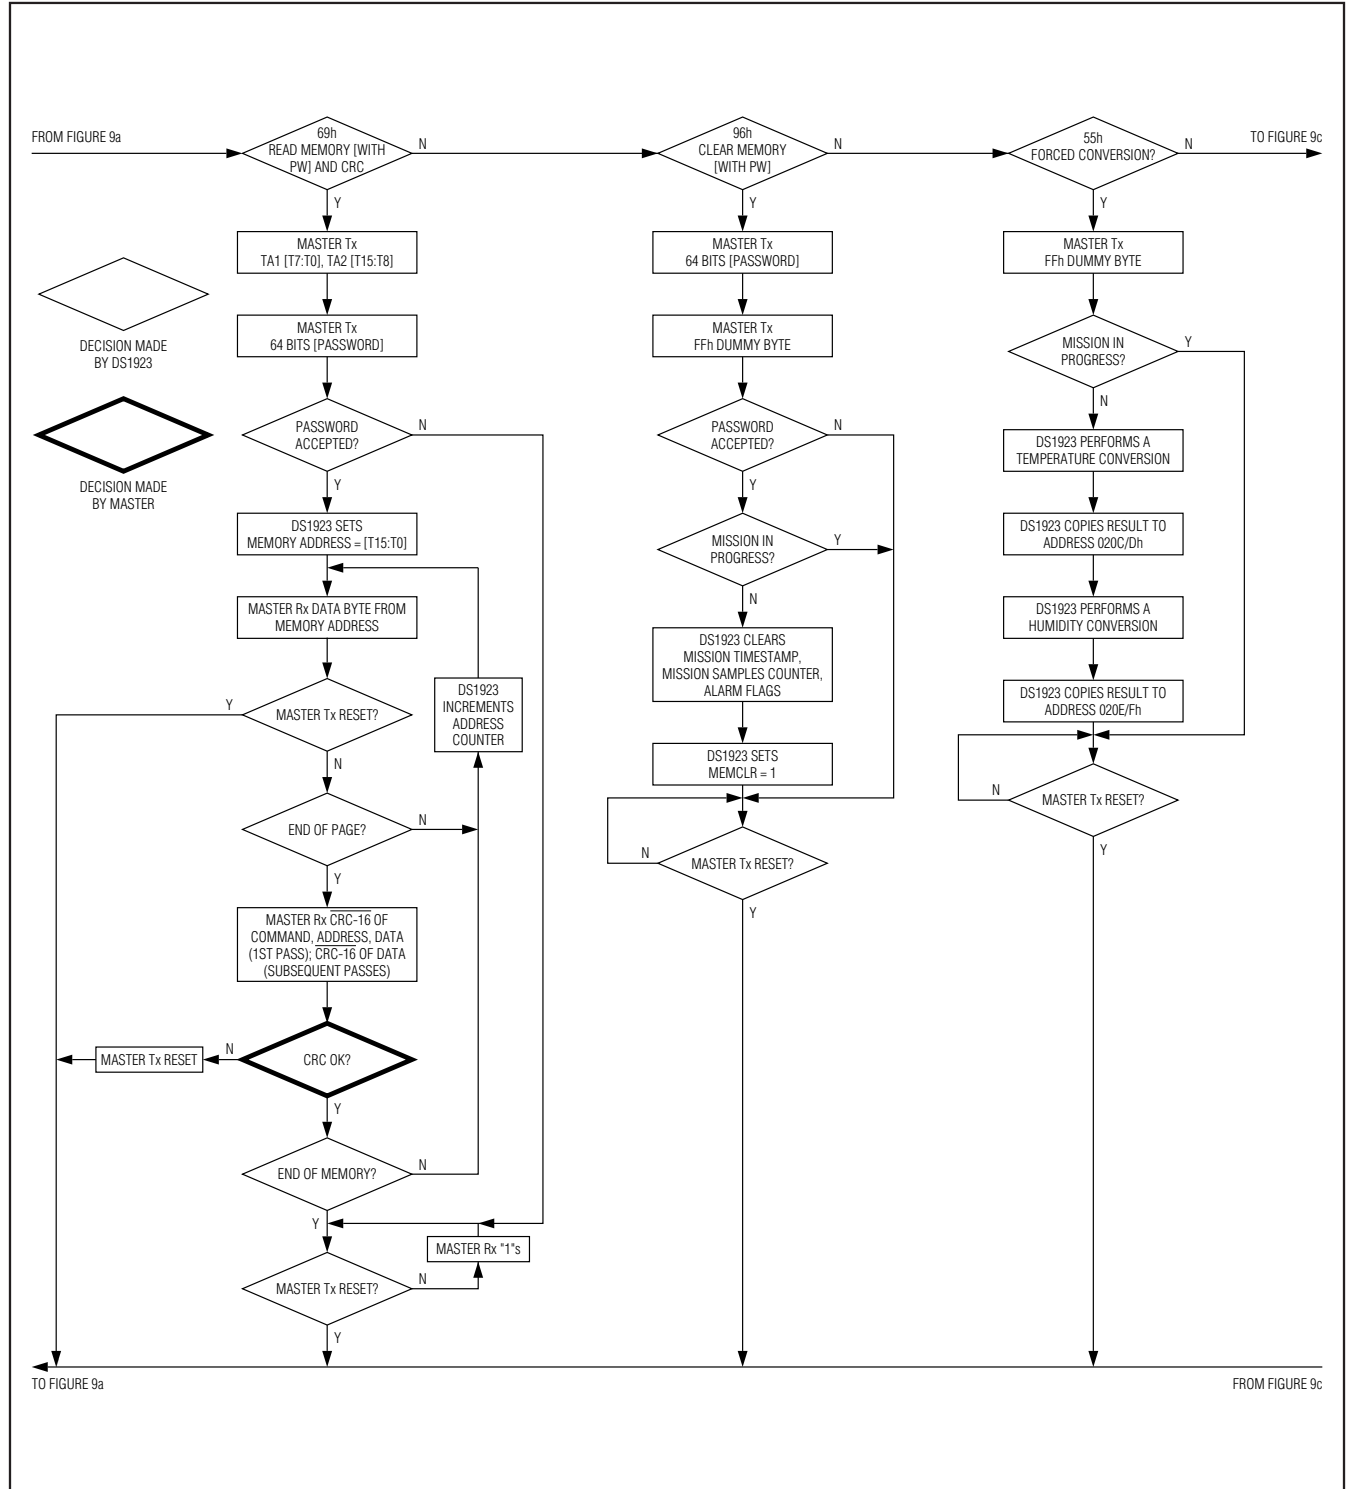 FROM FIGURE 9a
69h
READ MEMORY [WITH
PW] AND CRC
N
Y
MASTER Tx
TA1 [T7:T0], TA2 [T15:T8]
MASTER Tx
64 BITS [PASSWORD]
DECISION MADE
BY DS1923
DECISION MADE
BY MASTER
PASSWORD
ACCEPTED?
N
Y
DS1923 SETS
MEMORY ADDRESS = [T15:T0]
MASTER Rx DATA BYTE FROM
MEMORY ADDRESS
DS1923
INCREMENTS
ADDRESS
COUNTER
Y
MASTER Tx RESET?
N
END OF PAGE?
N
Y
MASTER Rx CRC-16 OF
COMMAND, ADDRESS, DATA
(1ST PASS); CRC-16 OF DATA
(SUBSEQUENT PASSES)
MASTER Tx RESET
N
CRC OK?
Y
END OF MEMORY?
N
Y
MASTER Rx "1"s
MASTER Tx RESET?
N
Y
96h
CLEAR MEMORY
[WITH PW]
N
Y
MASTER Tx
64 BITS [PASSWORD]
MASTER Tx
FFh DUMMY BYTE
PASSWORD
ACCEPTED?
N
Y
MISSION IN
PROGRESS?
Y
N
DS1923 CLEARS
MISSION TIMESTAMP,
MISSION SAMPLES COUNTER,
ALARM FLAGS
DS1923 SETS
MEMCLR = 1
N
MASTER Tx RESET?
Y
55h
FORCED CONVERSION?
N
TO FIGURE 9c
Y
MASTER Tx
FFh DUMMY BYTE
MISSION IN
PROGRESS?
Y
N
DS1923 PERFORMS A
TEMPERATURE CONVERSION
DS1923 COPIES RESULT TO
ADDRESS 020C/Dh
DS1923 PERFORMS A
HUMIDITY CONVERSION
DS1923 COPIES RESULT TO
ADDRESS 020E/Fh
N
MASTER Tx RESET?
Y
TO FIGURE 9a
FROM FIGURE 9c